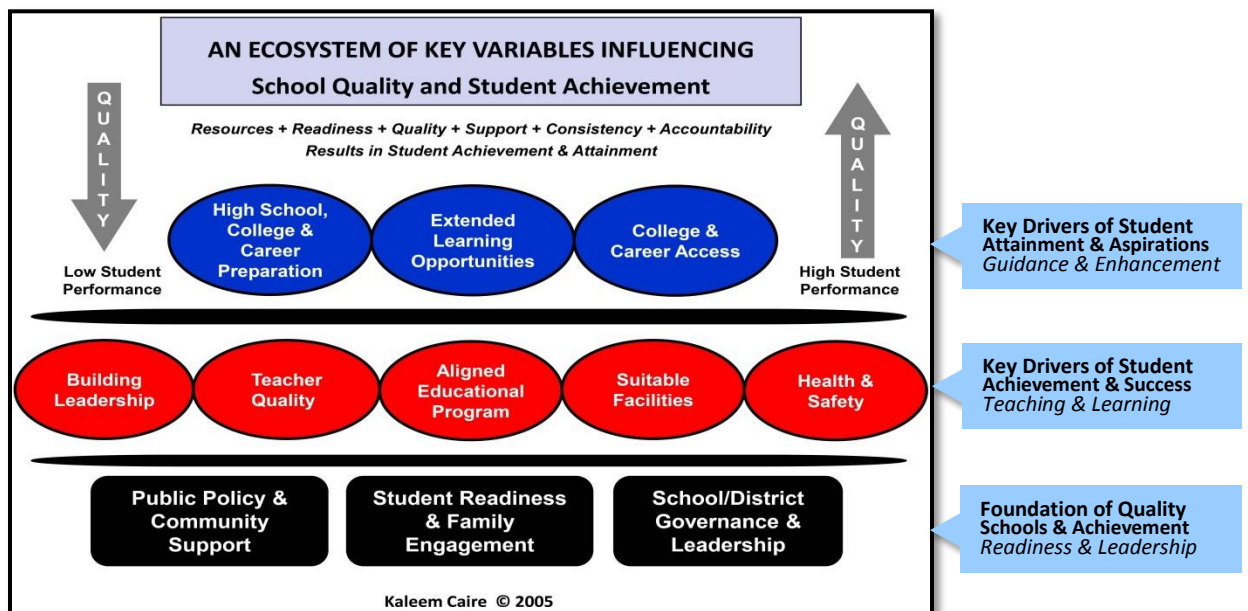 AN ECOSYSTEM OF KEY VARIABLES INFLUENCING
School Quality and Student Achievement
Resources + Readiness + Quality + Support + Consistency + Accountability
Results in Student Achievement & Attainment
QUALITY
Low Student
Performance
High School,
College &
Career
Preparation
Extended
Learning
Opportunities
College &
Career Access
QUALITY
High Student
Performance
Key Drivers of Student
Attainment & Aspirations
Guidance & Enhancement
Building
Leadership
Teacher
Quality
Aligned
Educational
Program
Suitable
Facilities
Health &
Safety
Key Drivers of Student
Achievement & Success
Teaching & Learning
Public Policy &
Community
Support
Student Readiness
& Family
Engagement
School/District
Governance &
Leadership
Foundation of Quality
Schools & Achievement
Readiness & Leadership
Kaleem Caire © 2005